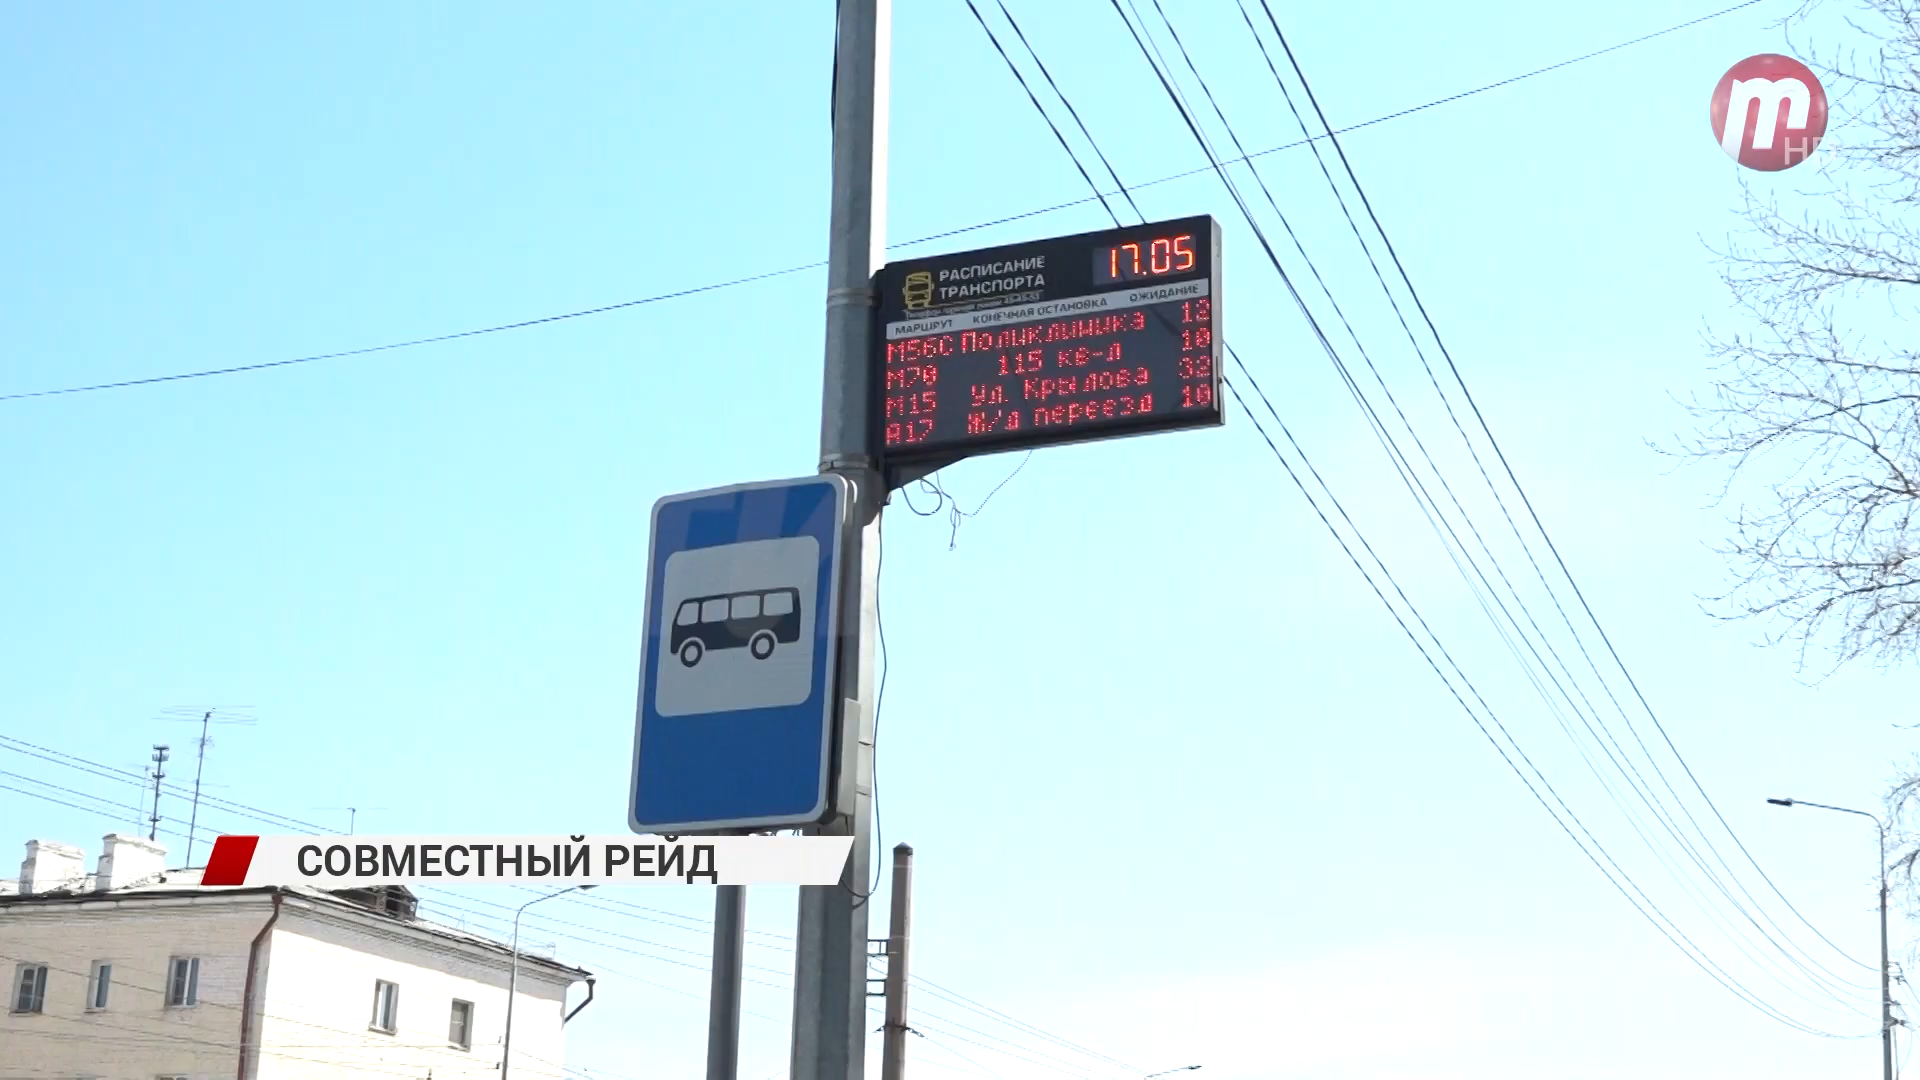 HD
17.05
РАСПИСАНИЕ
ТРАНСПОРТА
МАРШРУТ КОНЕЧНАЯ ОСТАНОВКА ОЖИДАНИЕ
М56С Поликлиника 12
М70 115 кв-л 10
М15 Ул. Крылова 32
А17 Ж/д переезд 10
СОВМЕСТНЫЙ РЕЙД